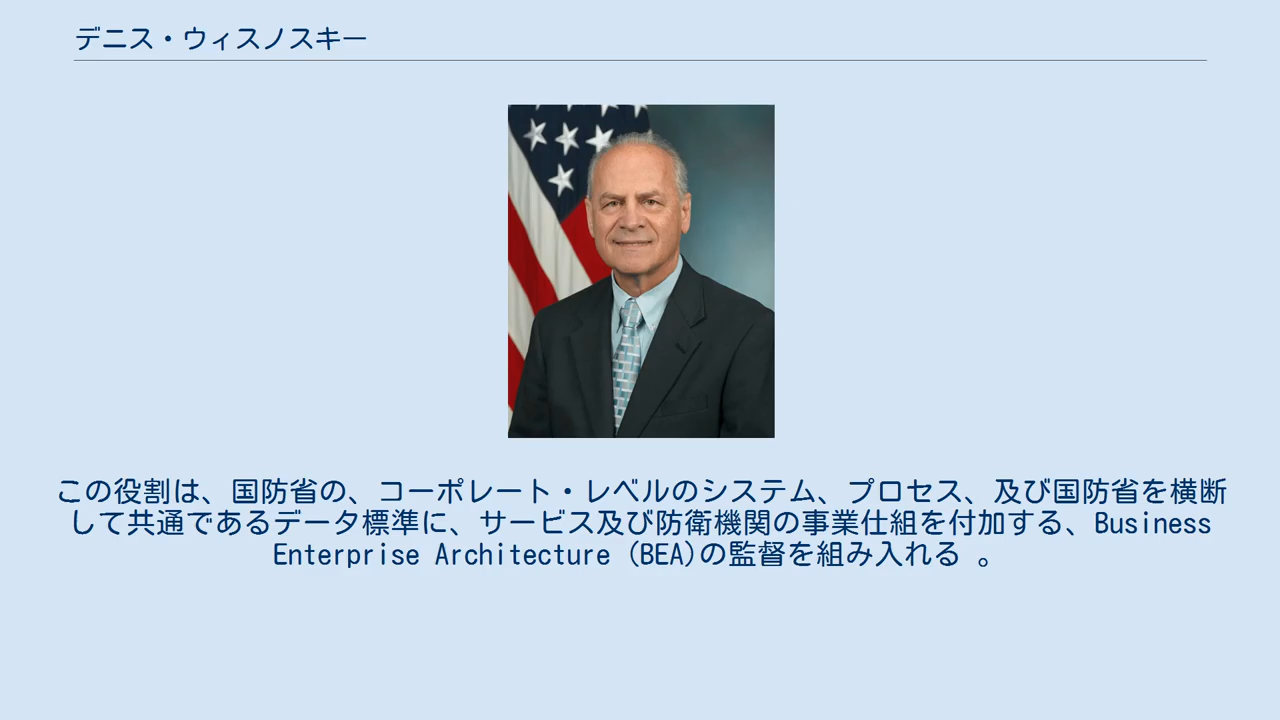 デニス・ウィスノスキー
この役割は、国防省の、コーポレート・レベルのシステム、プロセス、及び国防省を横断
して共通であるデータ標準に、サービス及び防衛機関の事業仕組を付加する、Business
Enterprise Architecture (BEA)の監督を組み入れる 。